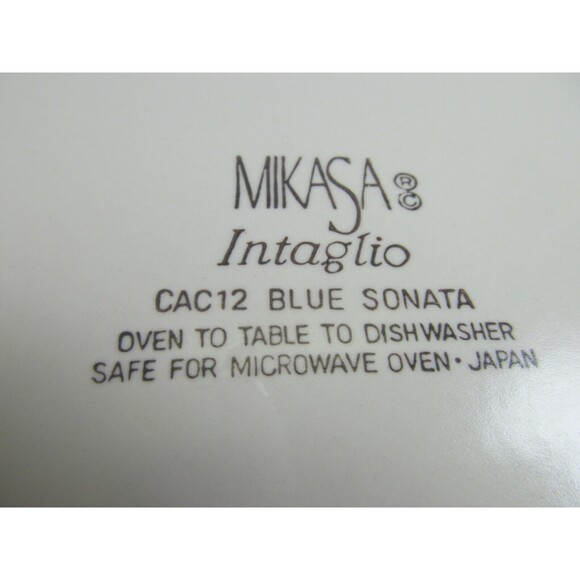 MIKASA ® ©
Intaglio
CAC12 BLUE SONATA
OVEN TO TABLE TO DISHWASHER
SAFE FOR MICROWAVE OVEN • JAPAN